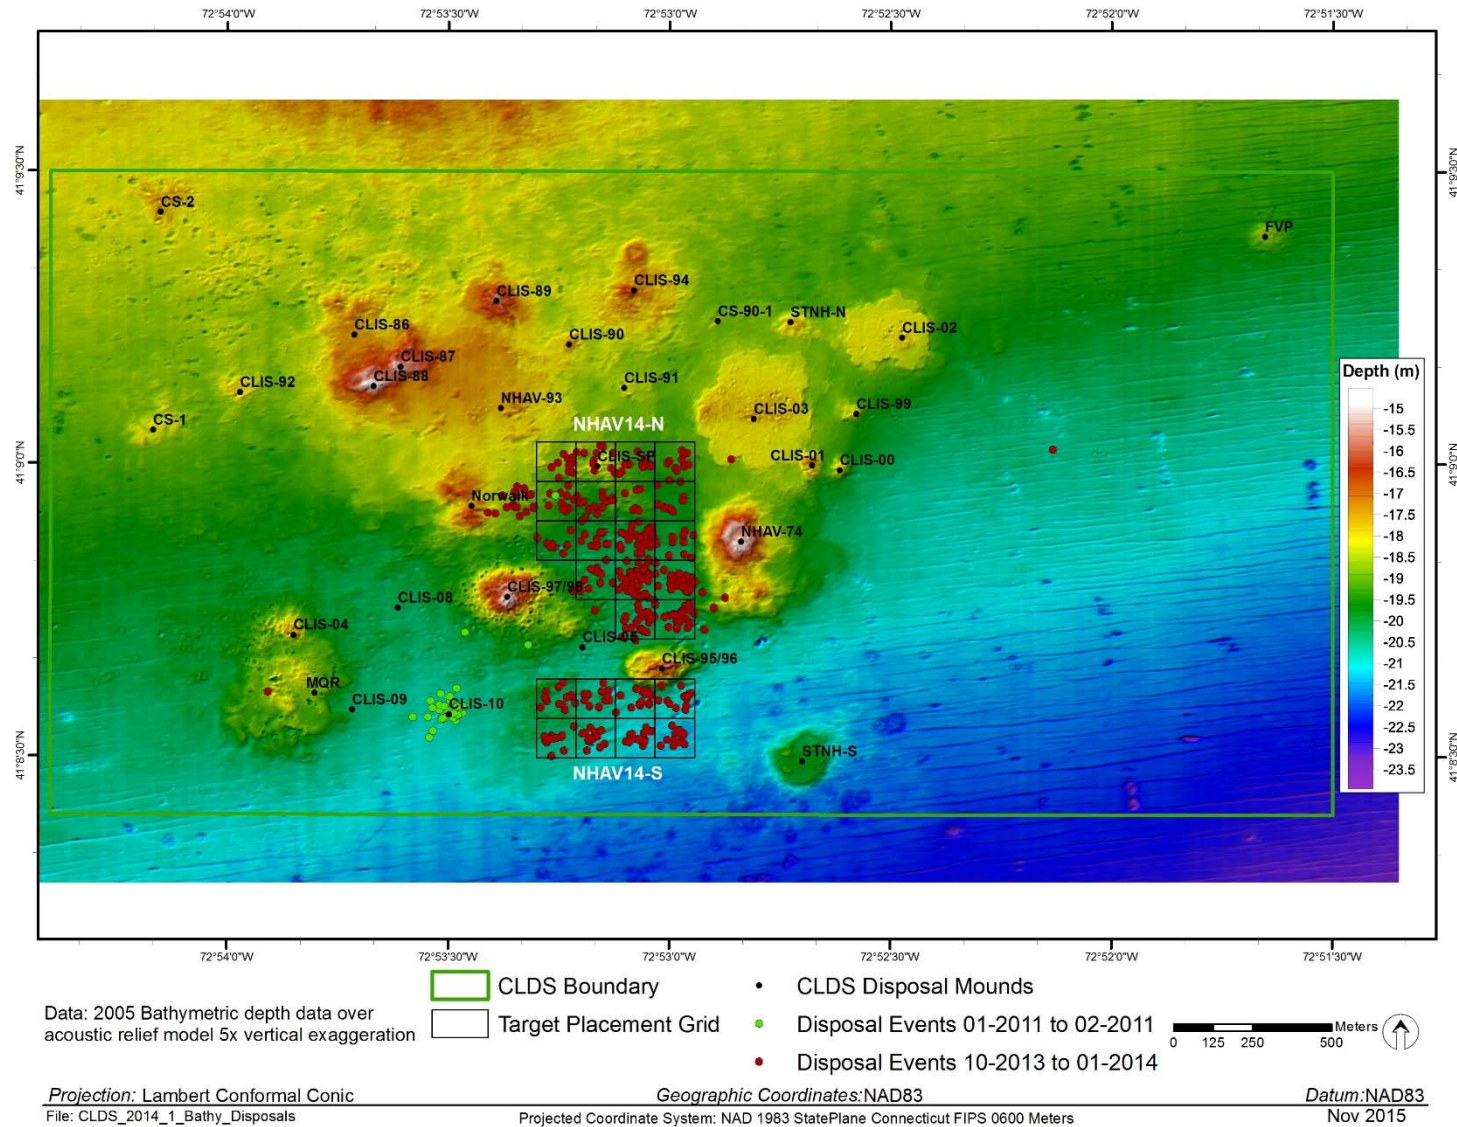 72°54'0"W 72°53'30"W 72°53'0"W 72°52'30"W 72°52'0"W 72°51'30"W
41°9'30"N
41°9'30"N
CS-2
FVP
CLIS-94
CLIS-89
CS-90-1
STNH-N
CLIS-86
CLIS-02
CLIS-90
CLIS-87
Depth (m)
CLIS-92
CLIS-88
CLIS-91
NHAV-93
CLIS-03
CLIS-99
CS-1
NHAV14-N
CLIS-SP
CLIS-01
CLIS-00
41°9'0"N
41°9'0"N
Norwalk
NHAV-74
CLIS-97/98
CLIS-08
CLIS-04
CLIS-05
CLIS-95/96
MQR
CLIS-09
CLIS-10
STNH-S
41°8'30"N
41°8'30"N
NHAV14-S
-15
-15.5
-16
-16.5
-17
-17.5
-18
-18.5
-19
-19.5
-20
-20.5
-21
-21.5
-22
-22.5
-23
-23.5
72°54'0"W 72°53'30"W 72°53'0"W 72°52'30"W 72°52'0"W 72°51'30"W
Data: 2005 Bathymetric depth data over
acoustic relief model 5x vertical exaggeration
CLDS Boundary
Target Placement Grid
CLDS Disposal Mounds
Disposal Events 01-2011 to 02-2011
Disposal Events 10-2013 to 01-2014
Meters
0 125 250 500
Projection: Lambert Conformal Conic Geographic Coordinates:NAD83 Datum:NAD83
File: CLDS_2014_1_Bathy_Disposals Projected Coordinate System: NAD 1983 StatePlane Connecticut FIPS 0600 Meters Nov 2015